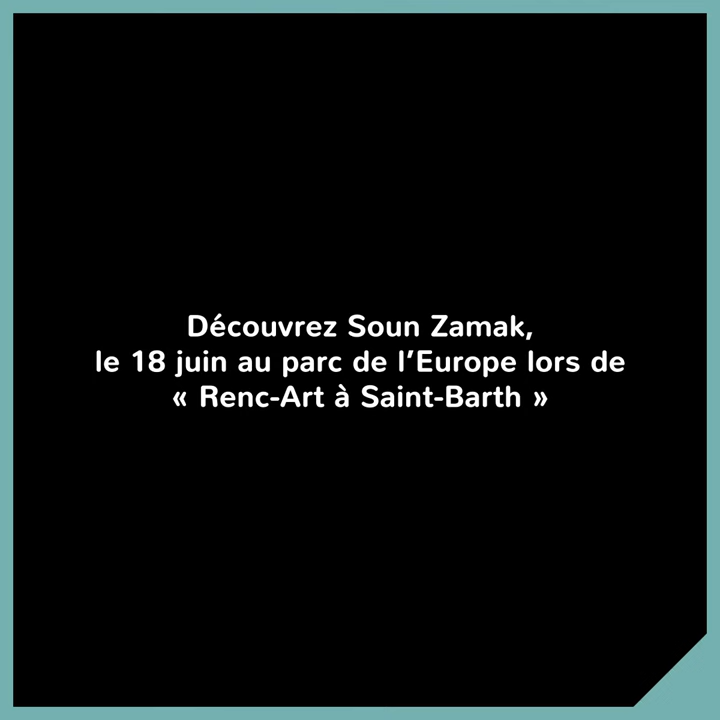 Découvrez Soun Zamak,
le 18 juin au parc de l’Europe lors de
« Renc-Art à Saint-Barth »